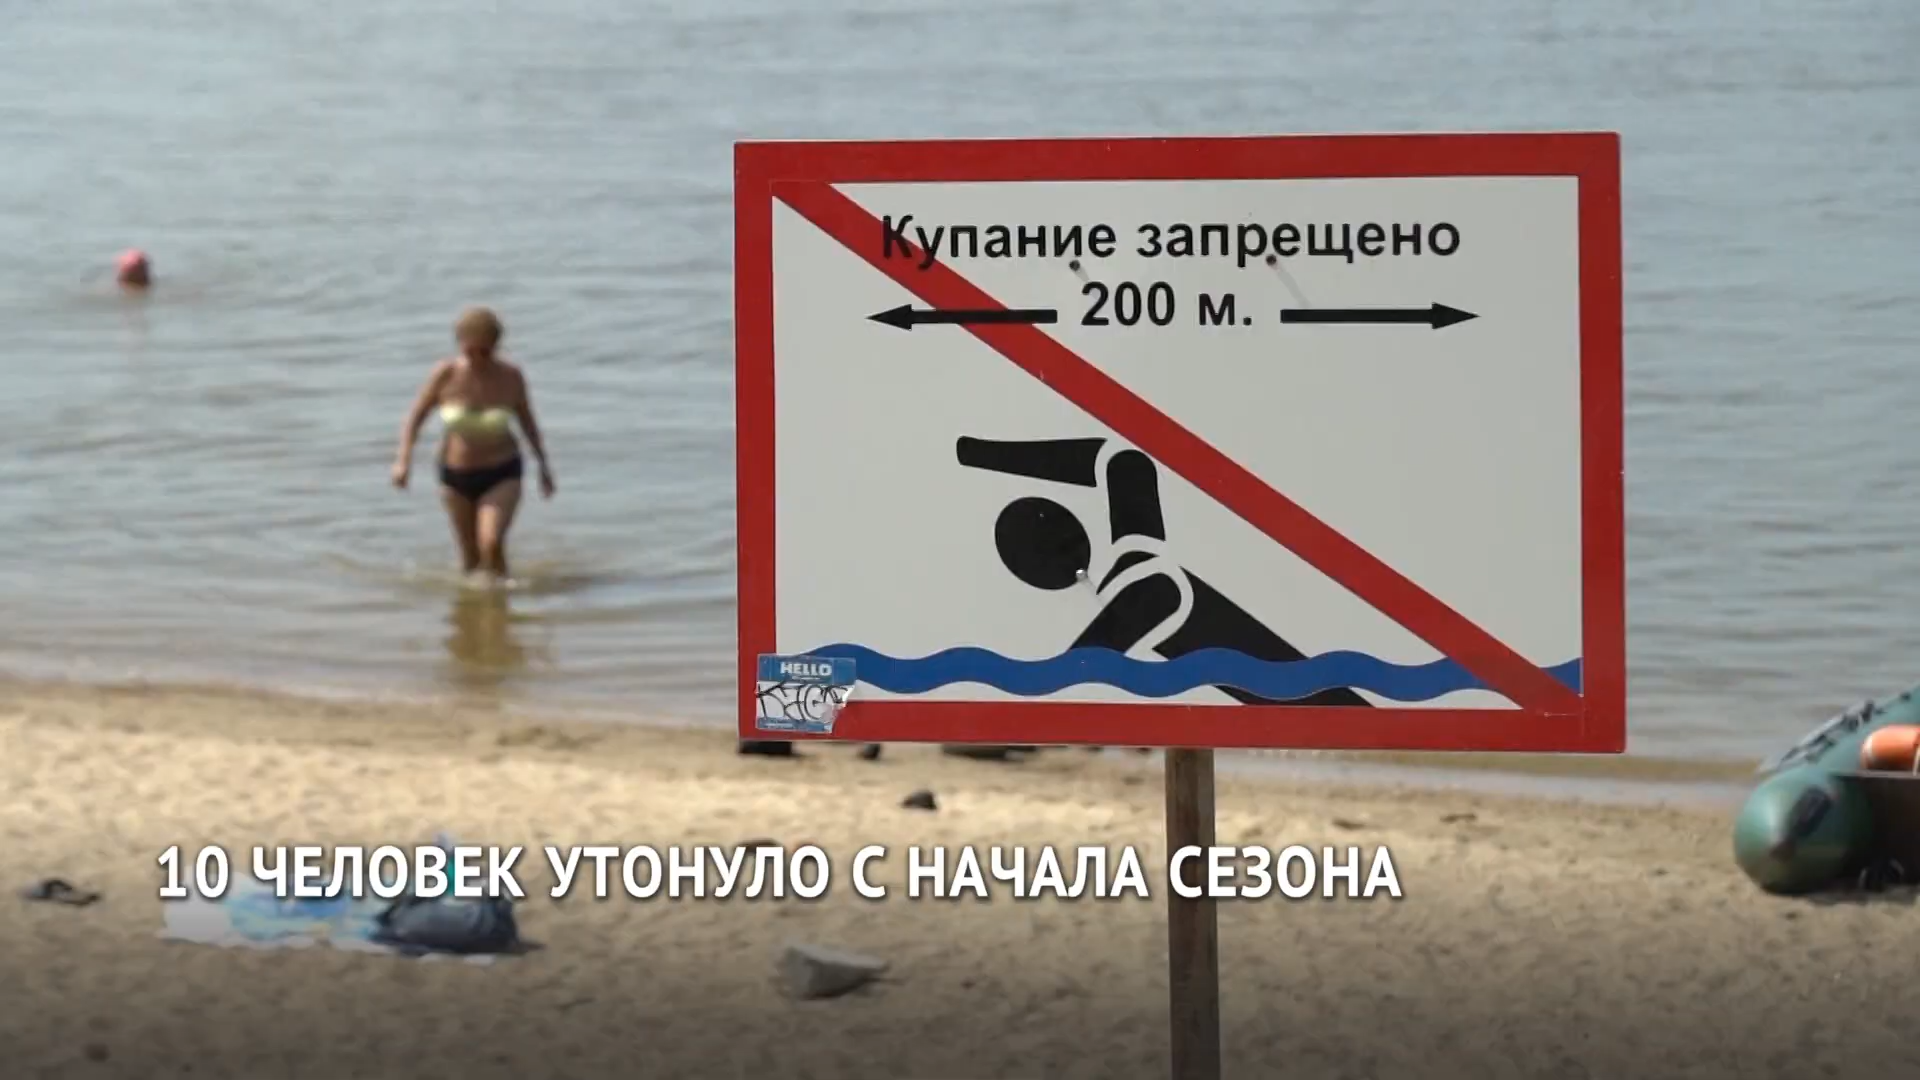 Купание запрещено
200 м.
HELLO
10 ЧЕЛОВЕК УТОНУЛО С НАЧАЛА СЕЗОНА